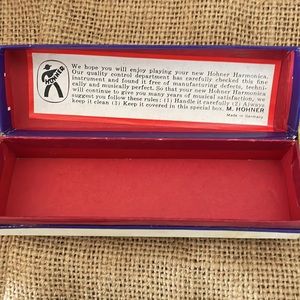 HOHNER
We hope you will enjoy playing your new Hohner Harmonica.
Our quality control department has carefully checked this fine
instrument and found it free of manufacturing defects, techni-
cally and musically perfect. So that your new Hohner Harmonica
will continue to give you many years of musical satisfaction, we
suggest you follow these rules: (1) Handle it carefully (2) Always
keep it clean (3) Keep it covered in this special box. M. HOHNER
Made in Germany